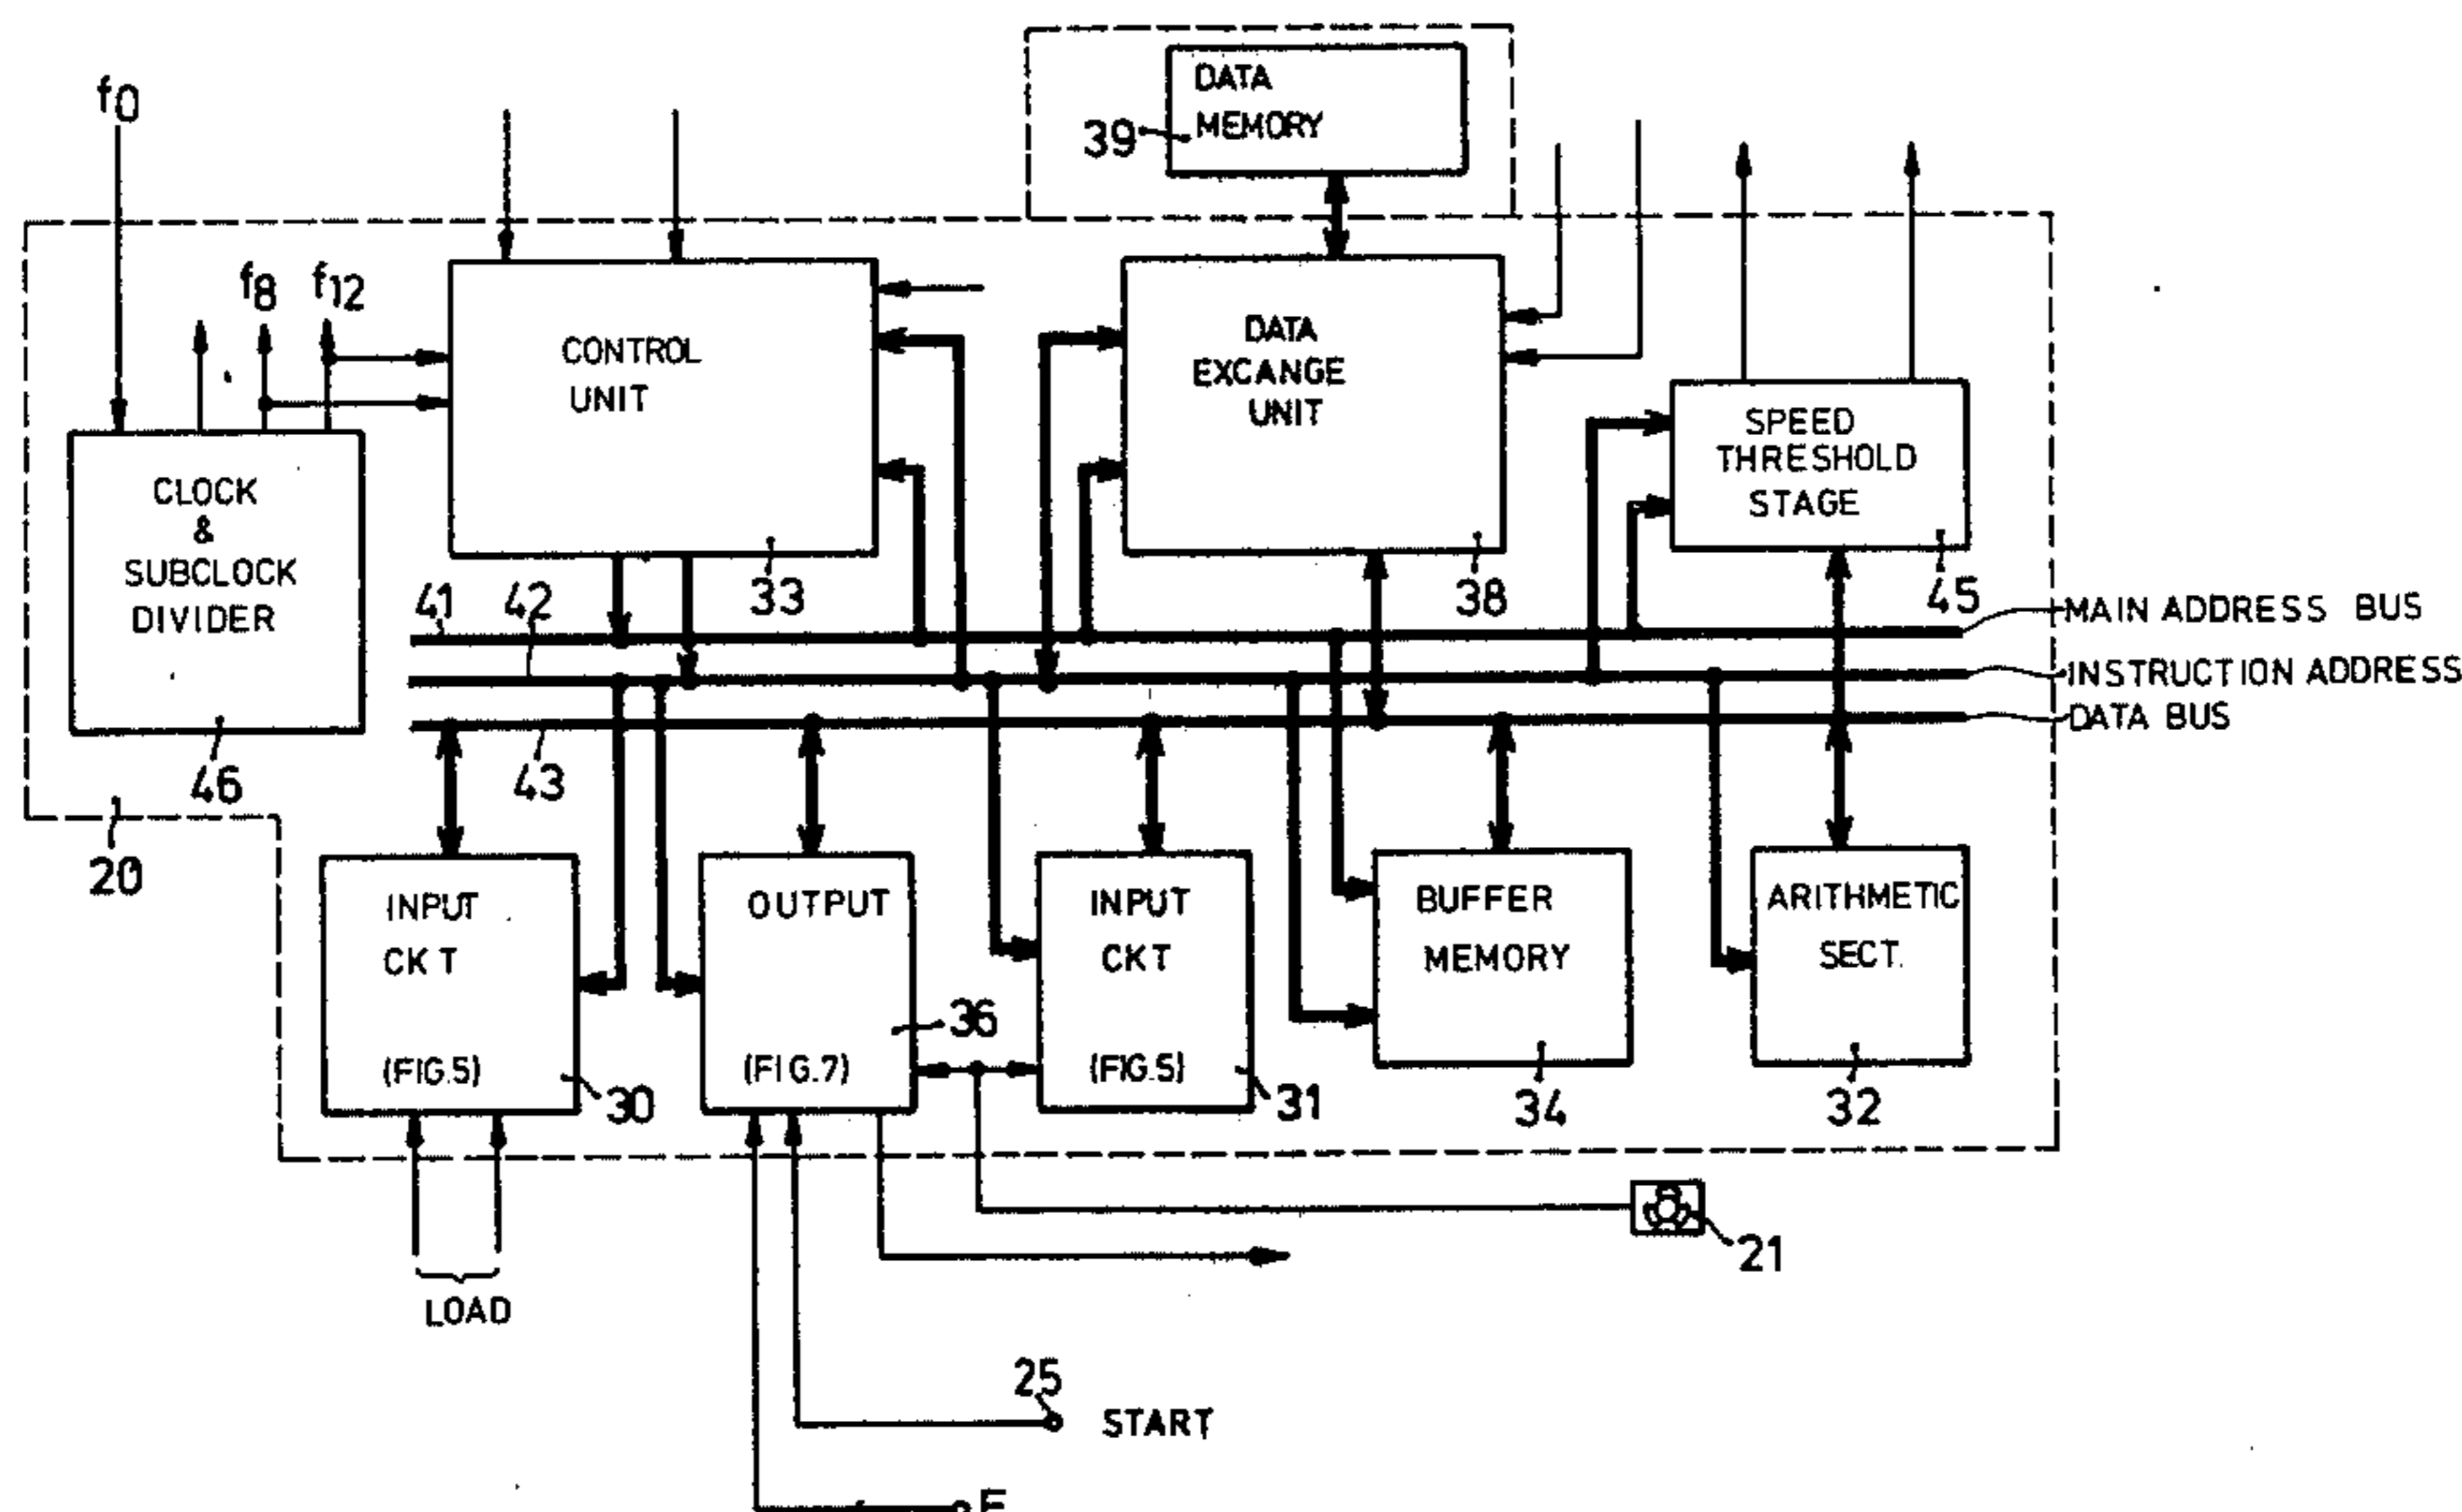 f0
DATA
MEMORY
39
f8
f12
CONTROL
UNIT
33
DATA
EXCANGE
UNIT
38
SPEED
THRESHOLD
STAGE
45
CLOCK
&
SUBCLOCK
DIVIDER
46
20
41
42
43
MAIN ADDRESS BUS
INSTRUCTION ADDRESS
DATA BUS
INPUT
CKT
(FIG.5)
30
OUTPUT
(FIG.7)
36
INPUT
CKT
(FIG.5)
31
BUFFER
MEMORY
34
ARITHMETIC
SECT.
32
LOAD
21
25
START